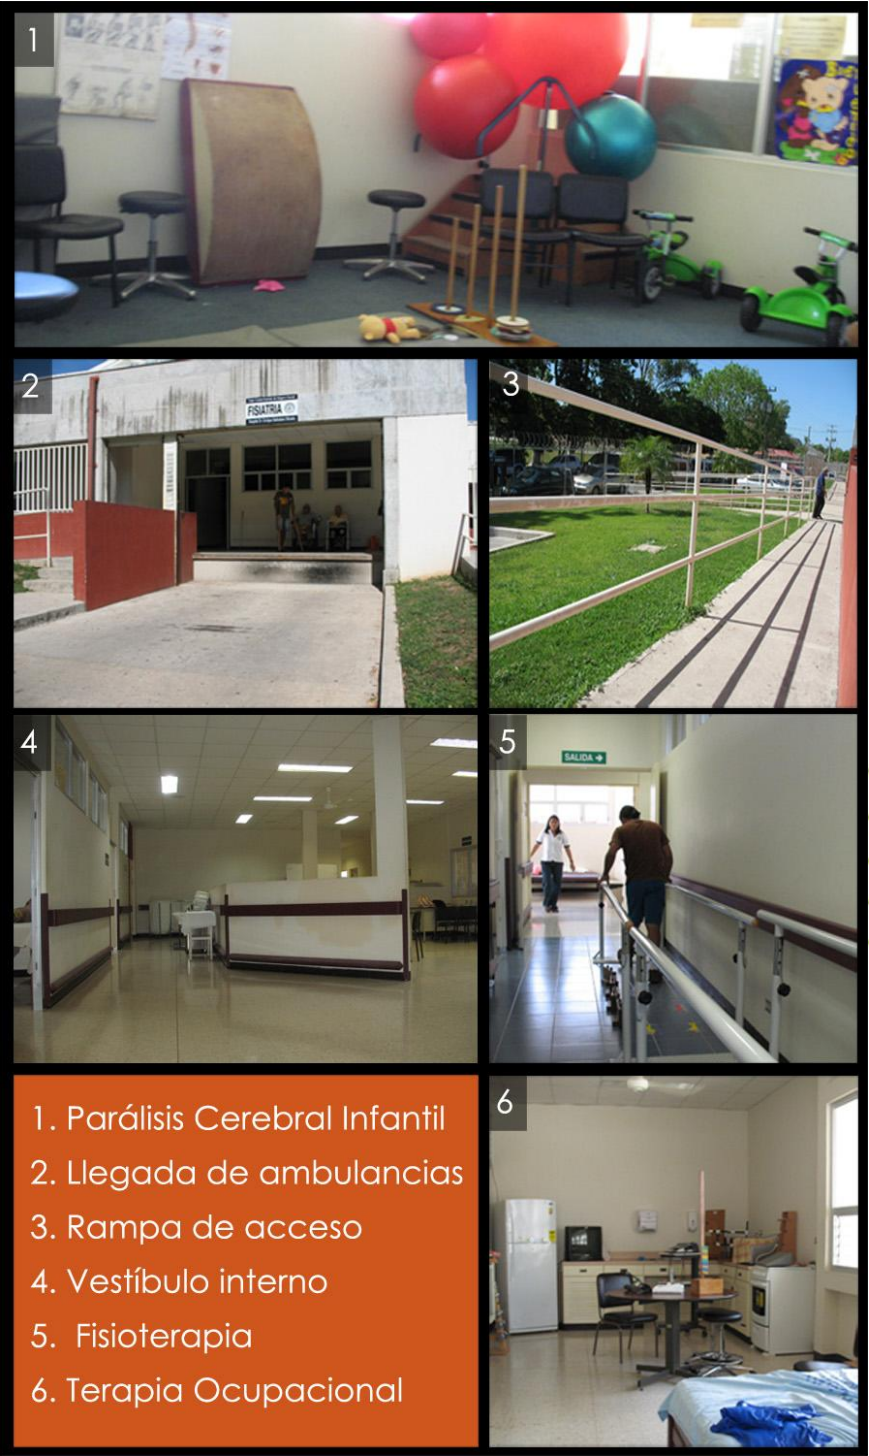 1
2
FISIATRIA
3
4
5
SALIDA
6
1. Parálisis Cerebral Infantil
2. Llegada de ambulancias
3. Rampa de acceso
4. Vestíbulo interno
5. Fisioterapia
6. Terapia Ocupacional